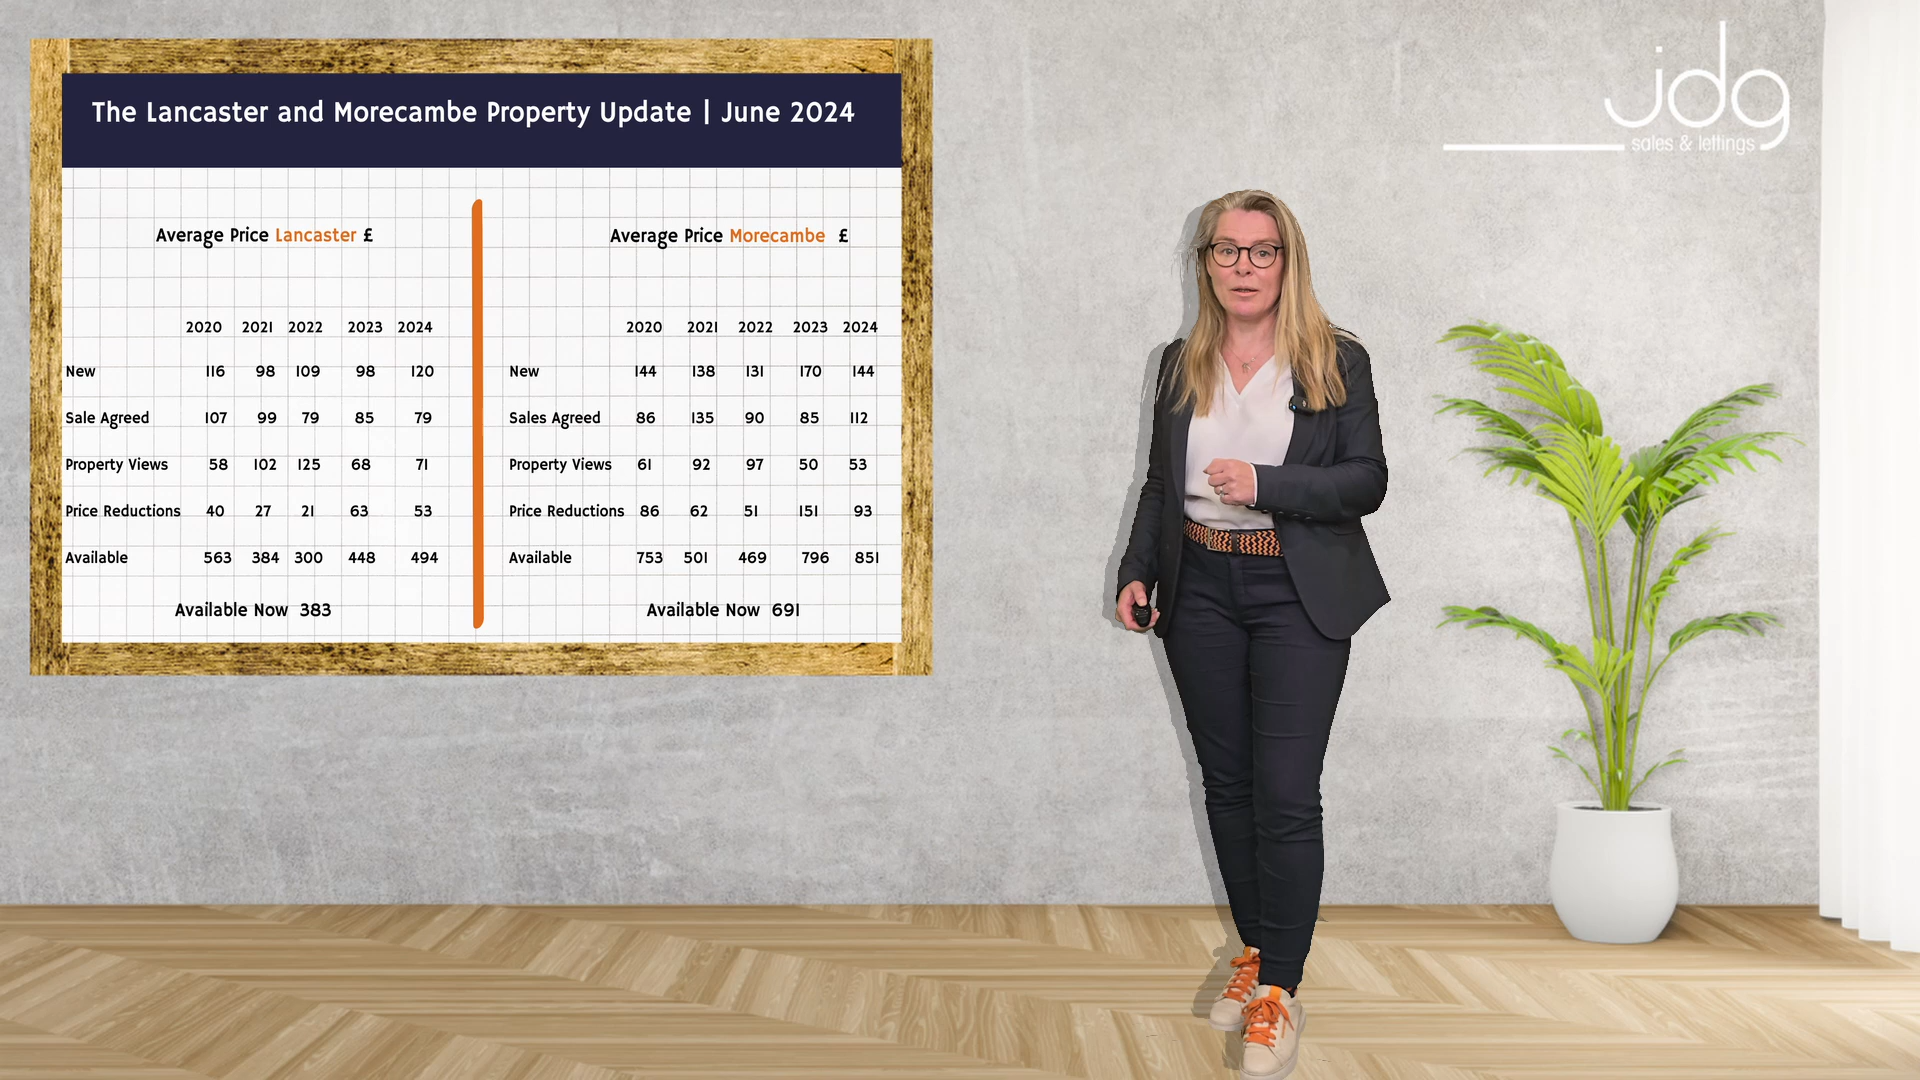 The Lancaster and Morecambe Property Update | June 2024
Average Price Lancaster £
2020 2021 2022 2023 2024
New 116 98 109 98 120
Sale Agreed 107 99 79 85 79
Property Views 58 102 125 68 71
Price Reductions 40 27 21 63 53
Available 563 384 300 448 494
Available Now 383
Average Price Morecambe £
2020 2021 2022 2023 2024
New 144 138 131 170 144
Sales Agreed 86 135 90 85 112
Property Views 61 92 97 50 53
Price Reductions 86 62 51 151 93
Available 753 501 469 796 851
Available Now 691
jdg
sales & lettings